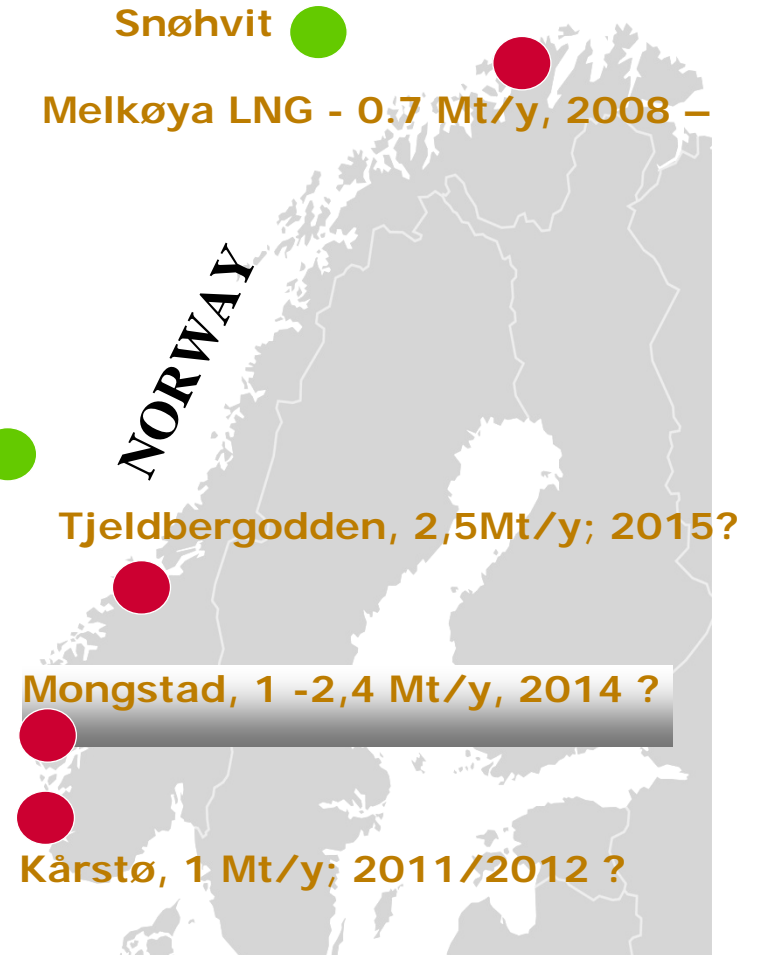 Snøhvit
Melkøya LNG - 0.7 Mt/y, 2008 –
NORWAY
Tjeldbergodden, 2,5Mt/y; 2015?
Mongstad, 1 -2,4 Mt/y, 2014 ?
Kårstø, 1 Mt/y; 2011/2012 ?